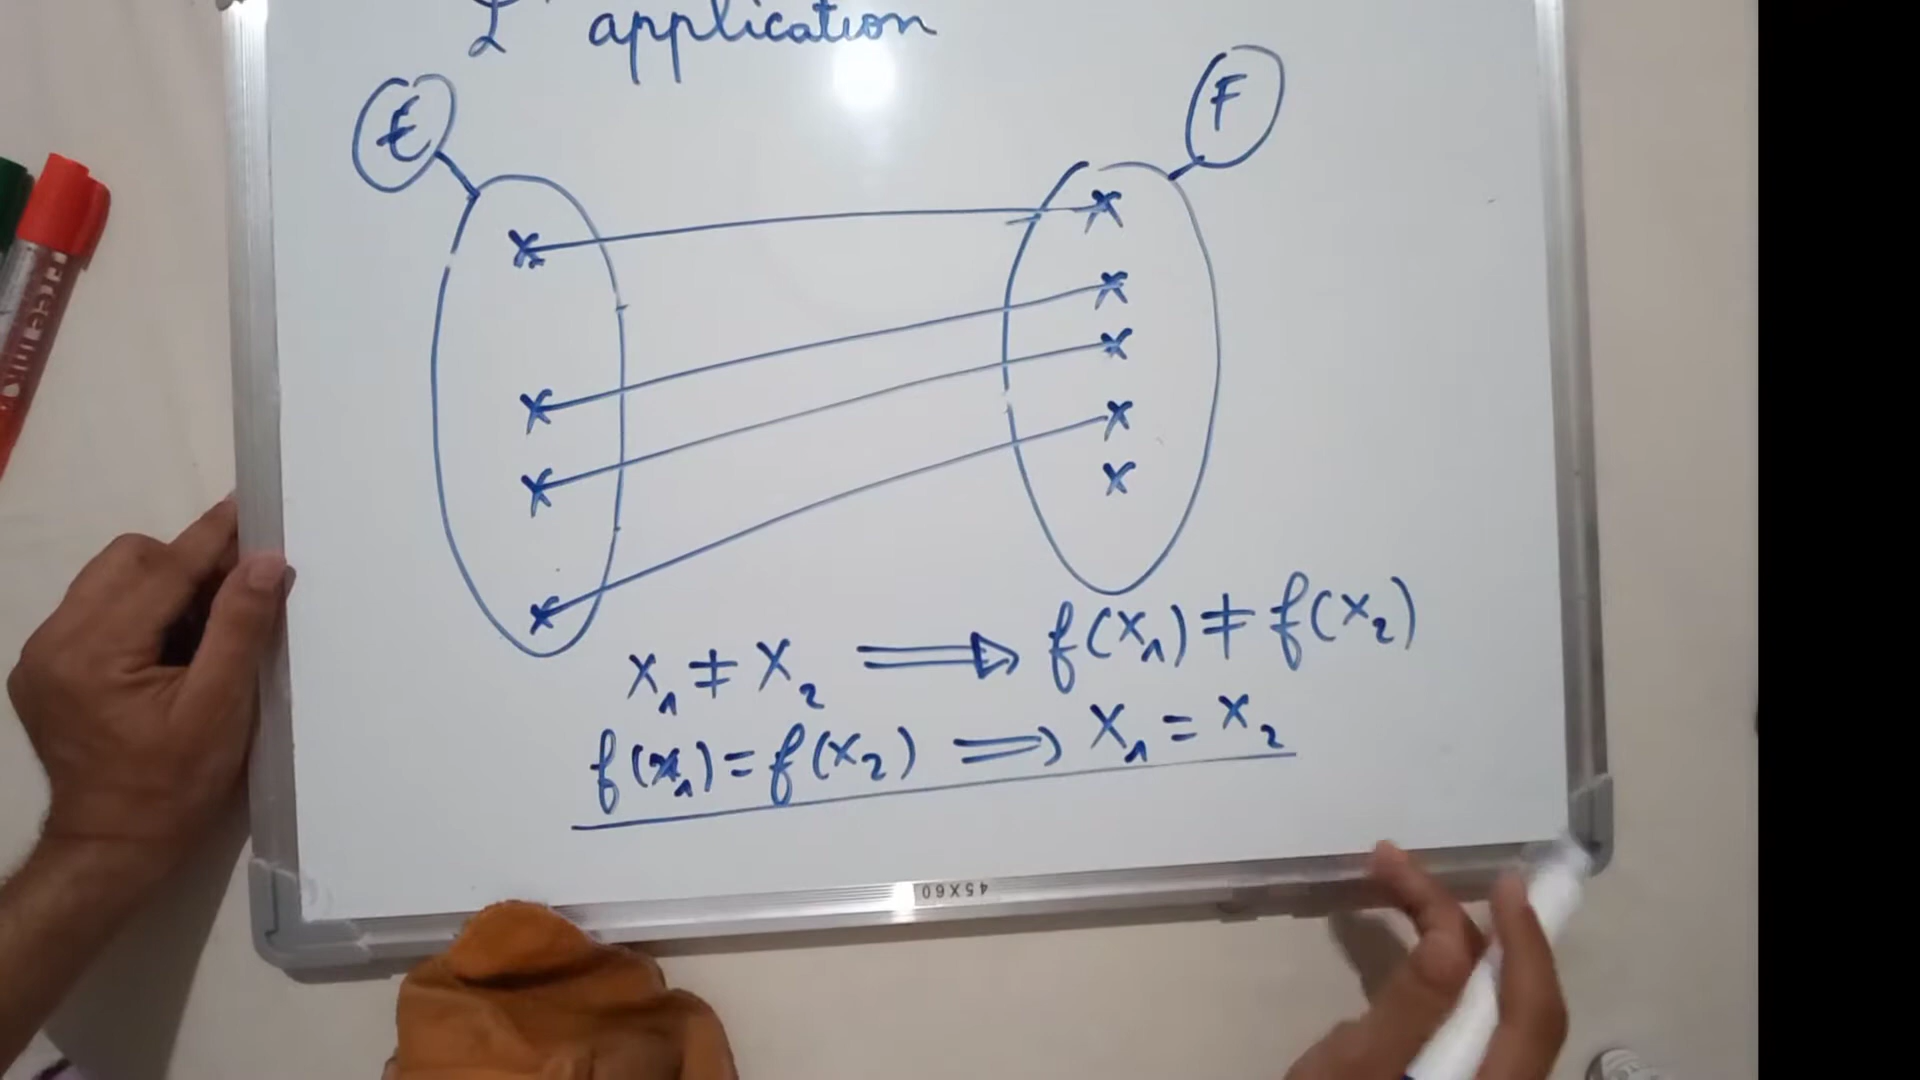 L'application
E
F
x₁ ≠ x₂ ⟹ f(x₁) ≠ f(x₂)
f(x₁) = f(x₂) ⟹ x₁ = x₂
45X60